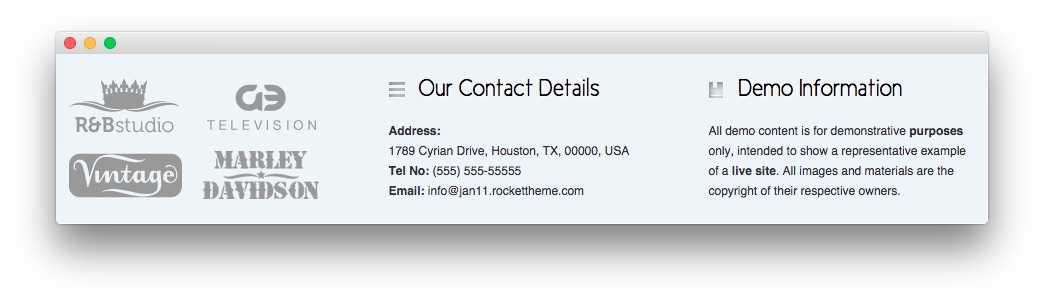 R&Bstudio
TELEVISION
Vintage
MARLEY
DAVIDSON
Our Contact Details
Address:
1789 Cyrian Drive, Houston, TX, 00000, USA
Tel No: (555) 555-55555
Email: info@jan11.rockettheme.com
Demo Information
All demo content is for demonstrative purposes
only, intended to show a representative example
of a live site. All images and materials are the
copyright of their respective owners.